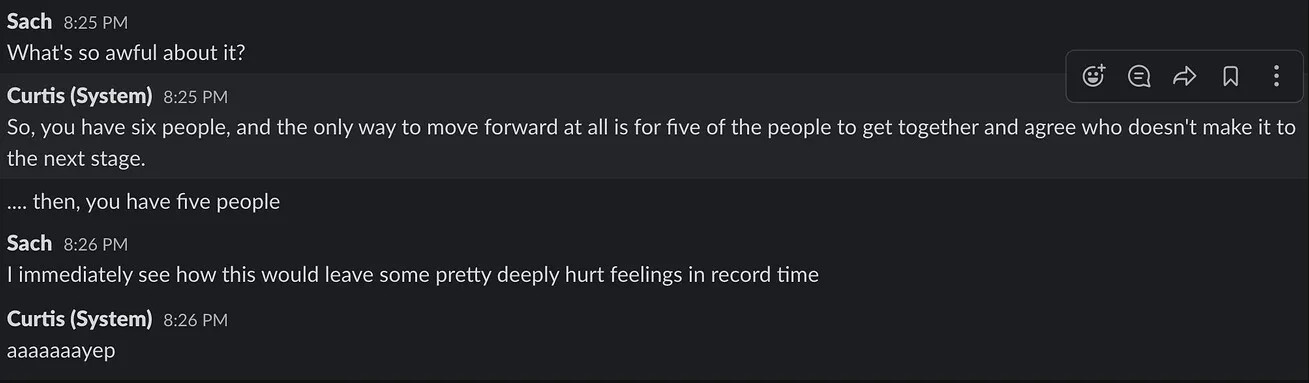 Sach 8:25 PM
What's so awful about it?
Curtis (System) 8:25 PM
So, you have six people, and the only way to move forward at all is for five of the people to get together and agree who doesn't make it to
the next stage.
.... then, you have five people
Sach 8:26 PM
I immediately see how this would leave some pretty deeply hurt feelings in record time
Curtis (System) 8:26 PM
aaaaaaayep